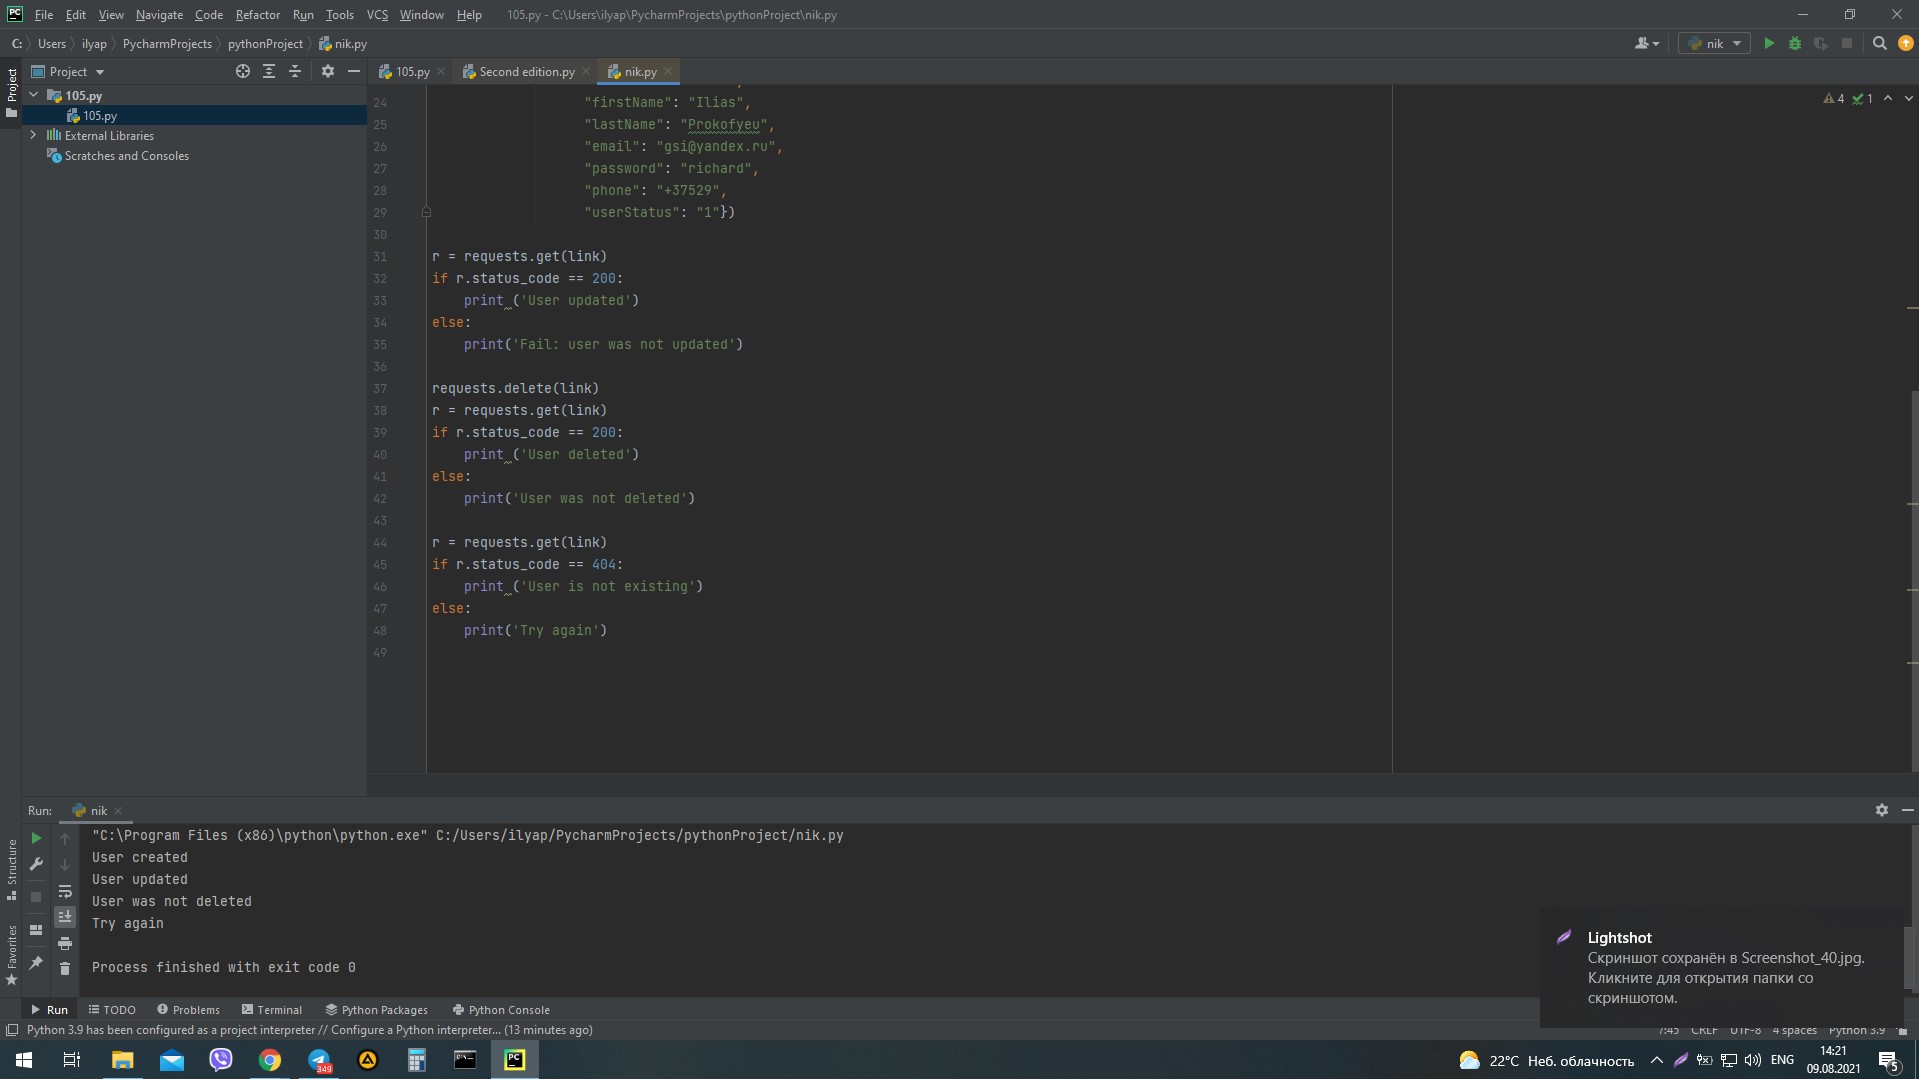 PC File Edit View Navigate Code Refactor Run Tools VCS Window Help 105.py - C:\Users\ilyap\PycharmProjects\pythonProject\nik.py
C: Users ilyap PycharmProjects pythonProject nik.py nik
Project 105.py Second edition.py nik.py
Project
105.py
105.py
External Libraries
Scratches and Consoles
4 1
24 "firstName": "Ilias",
25 "lastName": "Prokofyeu",
26 "email": "gsi@yandex.ru",
27 "password": "richard",
28 "phone": "+37529",
29 "userStatus": "1"})
30
31 r = requests.get(link)
32 if r.status_code == 200:
33 print ('User updated')
34 else:
35 print('Fail: user was not updated')
36
37 requests.delete(link)
38 r = requests.get(link)
39 if r.status_code == 200:
40 print ('User deleted')
41 else:
42 print('User was not deleted')
43
44 r = requests.get(link)
45 if r.status_code == 404:
46 print ('User is not existing')
47 else:
48 print('Try again')
49
Run: nik
"C:\Program Files (x86)\python\python.exe" C:/Users/ilyap/PycharmProjects/pythonProject/nik.py
User created
User updated
User was not deleted
Try again
Process finished with exit code 0
Structure
Favorites
Lightshot
Скриншот сохранён в Screenshot_40.jpg.
Кликните для открытия папки со
скриншотом.
Run TODO Problems Terminal Python Packages Python Console
Python 3.9 has been configured as a project interpreter // Configure a Python interpreter... (13 minutes ago) 7:45 CRLF UTF-8 4 spaces Python 3.9
349 PC 22°C Неб. облачность ENG 14:21
09.08.2021 5